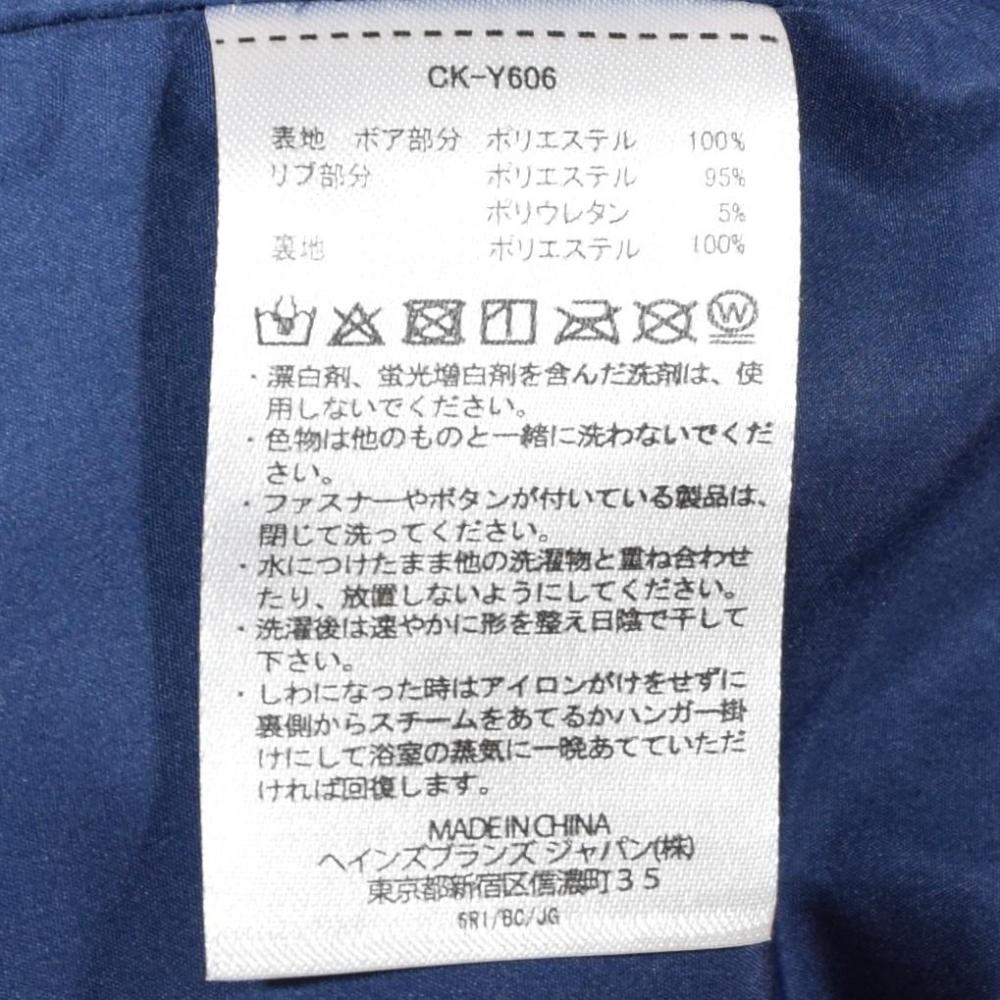 CK-Y606
表地 ボア部分 ポリエステル 100%
リブ部分 ポリエステル 95%
ポリウレタン 5%
裏地 ポリエステル 100%
W
・漂白剤、蛍光増白剤を含んだ洗剤は、使
用しないでください。
・色物は他のものと一緒に洗わないでくだ
さい。
・ファスナーやボタンが付いている製品は、
閉じて洗ってください。
・水につけたまま他の洗濯物と重ね合わせ
たり、放置しないようにしてください。
・洗濯後は速やかに形を整え日陰で干して
下さい。
・しわになった時はアイロンがけをせずに
裏側からスチームをあてるかハンガー掛
けにして浴室の蒸気に一晩あてていただ
ければ回復します。
MADE IN CHINA
ヘインズブランズ ジャパン(株)
東京都新宿区信濃町35
6RI/BC/JG